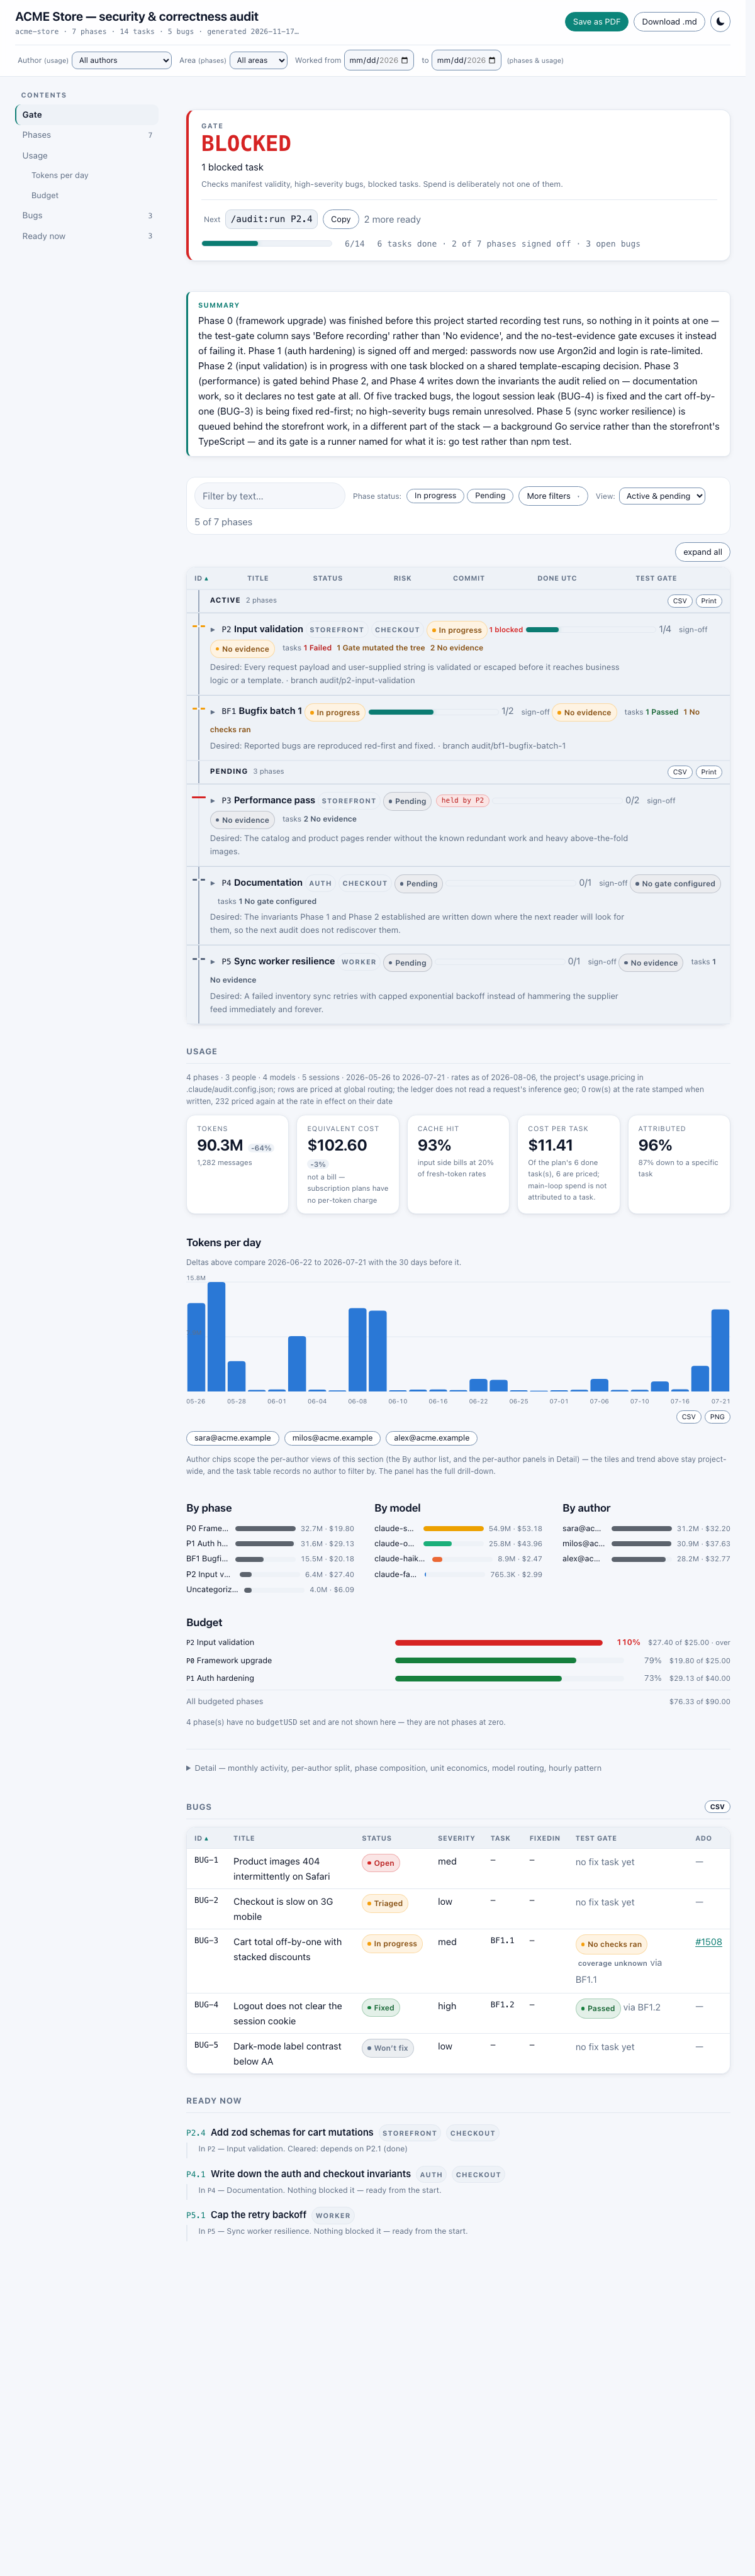 ACME Store — security & correctness audit
acme-store · 7 phases · 14 tasks · 5 bugs · generated 2026-11-17…
Save as PDF
Download .md
Author (usage) All authors Area (phases) All areas Worked from mm/dd/2026 to mm/dd/2026 (phases & usage)
CONTENTS
Gate
Phases 7
Usage
Tokens per day
Budget
Bugs 3
Ready now 3
GATE
BLOCKED
1 blocked task
Checks manifest validity, high-severity bugs, blocked tasks. Spend is deliberately not one of them.
Next /audit:run P2.4 Copy 2 more ready
6/14 6 tasks done · 2 of 7 phases signed off · 3 open bugs
SUMMARY
Phase 0 (framework upgrade) was finished before this project started recording test runs, so nothing in it points at one —
the test-gate column says 'Before recording' rather than 'No evidence', and the no-test-evidence gate excuses it instead
of failing it. Phase 1 (auth hardening) is signed off and merged: passwords now use Argon2id and login is rate-limited.
Phase 2 (input validation) is in progress with one task blocked on a shared template-escaping decision. Phase 3
(performance) is gated behind Phase 2, and Phase 4 writes down the invariants the audit relied on — documentation
work, so it declares no test gate at all. Of five tracked bugs, the logout session leak (BUG-4) is fixed and the cart off-by-
one (BUG-3) is being fixed red-first; no high-severity bugs remain unresolved. Phase 5 (sync worker resilience) is
queued behind the storefront work, in a different part of the stack — a background Go service rather than the storefront's
TypeScript — and its gate is a runner named for what it is: go test rather than npm test.
Filter by text... Phase status: In progress Pending More filters · View: Active & pending
5 of 7 phases
expand all
ID ▲ TITLE STATUS RISK COMMIT DONE UTC TEST GATE
ACTIVE 2 phases CSV Print
▸ P2 Input validation STOREFRONT CHECKOUT In progress 1 blocked 1/4 sign-off
No evidence tasks 1 Failed 1 Gate mutated the tree 2 No evidence
Desired: Every request payload and user-supplied string is validated or escaped before it reaches business
logic or a template. · branch audit/p2-input-validation
▸ BF1 Bugfix batch 1 In progress 1/2 sign-off No evidence tasks 1 Passed 1 No
checks ran
Desired: Reported bugs are reproduced red-first and fixed. · branch audit/bf1-bugfix-batch-1
PENDING 3 phases CSV Print
▸ P3 Performance pass STOREFRONT Pending held by P2 0/2 sign-off
No evidence tasks 2 No evidence
Desired: The catalog and product pages render without the known redundant work and heavy above-the-fold
images.
▸ P4 Documentation AUTH CHECKOUT Pending 0/1 sign-off No gate configured
tasks 1 No gate configured
Desired: The invariants Phase 1 and Phase 2 established are written down where the next reader will look for
them, so the next audit does not rediscover them.
▸ P5 Sync worker resilience WORKER Pending 0/1 sign-off No evidence tasks 1
No evidence
Desired: A failed inventory sync retries with capped exponential backoff instead of hammering the supplier
feed immediately and forever.
USAGE
4 phases · 3 people · 4 models · 5 sessions · 2026-05-26 to 2026-07-21 · rates as of 2026-08-06, the project's usage.pricing in
.claude/audit.config.json; rows are priced at global routing; the ledger does not read a request's inference geo; 0 row(s) at the rate stamped when
written, 232 priced again at the rate in effect on their date
TOKENS
90.3M -64%
1,282 messages
EQUIVALENT COST
$102.60
-3%
not a bill —
subscription plans have
no per-token charge
CACHE HIT
93%
input side bills at 20%
of fresh-token rates
COST PER TASK
$11.41
Of the plan's 6 done
task(s), 6 are priced;
main-loop spend is not
attributed to a task.
ATTRIBUTED
96%
87% down to a specific
task
Tokens per day
Deltas above compare 2026-06-22 to 2026-07-21 with the 30 days before it.
15.8M
05-26 05-28 06-01 06-04 06-08 06-10 06-16 06-22 06-25 07-01 07-06 07-10 07-16 07-21
CSV PNG
sara@acme.example milos@acme.example alex@acme.example
Author chips scope the per-author views of this section (the By author list, and the per-author panels in Detail) — the tiles and trend above stay project-
wide, and the task table records no author to filter by. The panel has the full drill-down.
By phase
P0 Frame... 32.7M · $19.80
P1 Auth h... 31.6M · $29.13
BF1 Bugfi... 15.5M · $20.18
P2 Input v... 6.4M · $27.40
Uncategoriz... 4.0M · $6.09
By model
claude-s... 54.9M · $53.18
claude-o... 25.8M · $43.96
claude-haik... 8.9M · $2.47
claude-fa... 765.3K · $2.99
By author
sara@ac... 31.2M · $32.20
milos@ac... 30.9M · $37.63
alex@ac... 28.2M · $32.77
Budget
P2 Input validation 110% $27.40 of $25.00 · over
P0 Framework upgrade 79% $19.80 of $25.00
P1 Auth hardening 73% $29.13 of $40.00
All budgeted phases $76.33 of $90.00
4 phase(s) have no budgetUSD set and are not shown here — they are not phases at zero.
▸ Detail — monthly activity, per-author split, phase composition, unit economics, model routing, hourly pattern
BUGS CSV
ID ▲ TITLE STATUS SEVERITY TASK FIXEDIN TEST GATE ADO
BUG-1 Product images 404 intermittently on Safari Open med — — no fix task yet —
BUG-2 Checkout is slow on 3G mobile Triaged low — — no fix task yet —
BUG-3 Cart total off-by-one with stacked discounts In progress med BF1.1 — No checks ran coverage unknown via BF1.1 #1508
BUG-4 Logout does not clear the session cookie Fixed high BF1.2 — Passed via BF1.2 —
BUG-5 Dark-mode label contrast below AA Won't fix low — — no fix task yet —
READY NOW
P2.4 Add zod schemas for cart mutations STOREFRONT CHECKOUT
In P2 — Input validation. Cleared: depends on P2.1 (done)
P4.1 Write down the auth and checkout invariants AUTH CHECKOUT
In P4 — Documentation. Nothing blocked it — ready from the start.
P5.1 Cap the retry backoff WORKER
In P5 — Sync worker resilience. Nothing blocked it — ready from the start.